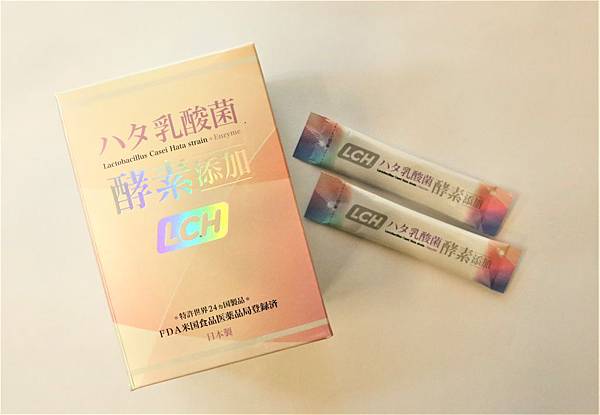 ハタ乳酸菌
Lactobacillus Casei Hata strain + Enzyme
酵素添加
LCH
＊特許世界24ヵ国製品＊
FDA米国食品医薬品局登録済
日本製
LCH
ハタ乳酸菌
酵素添加
LCH
ハタ乳酸菌
酵素添加